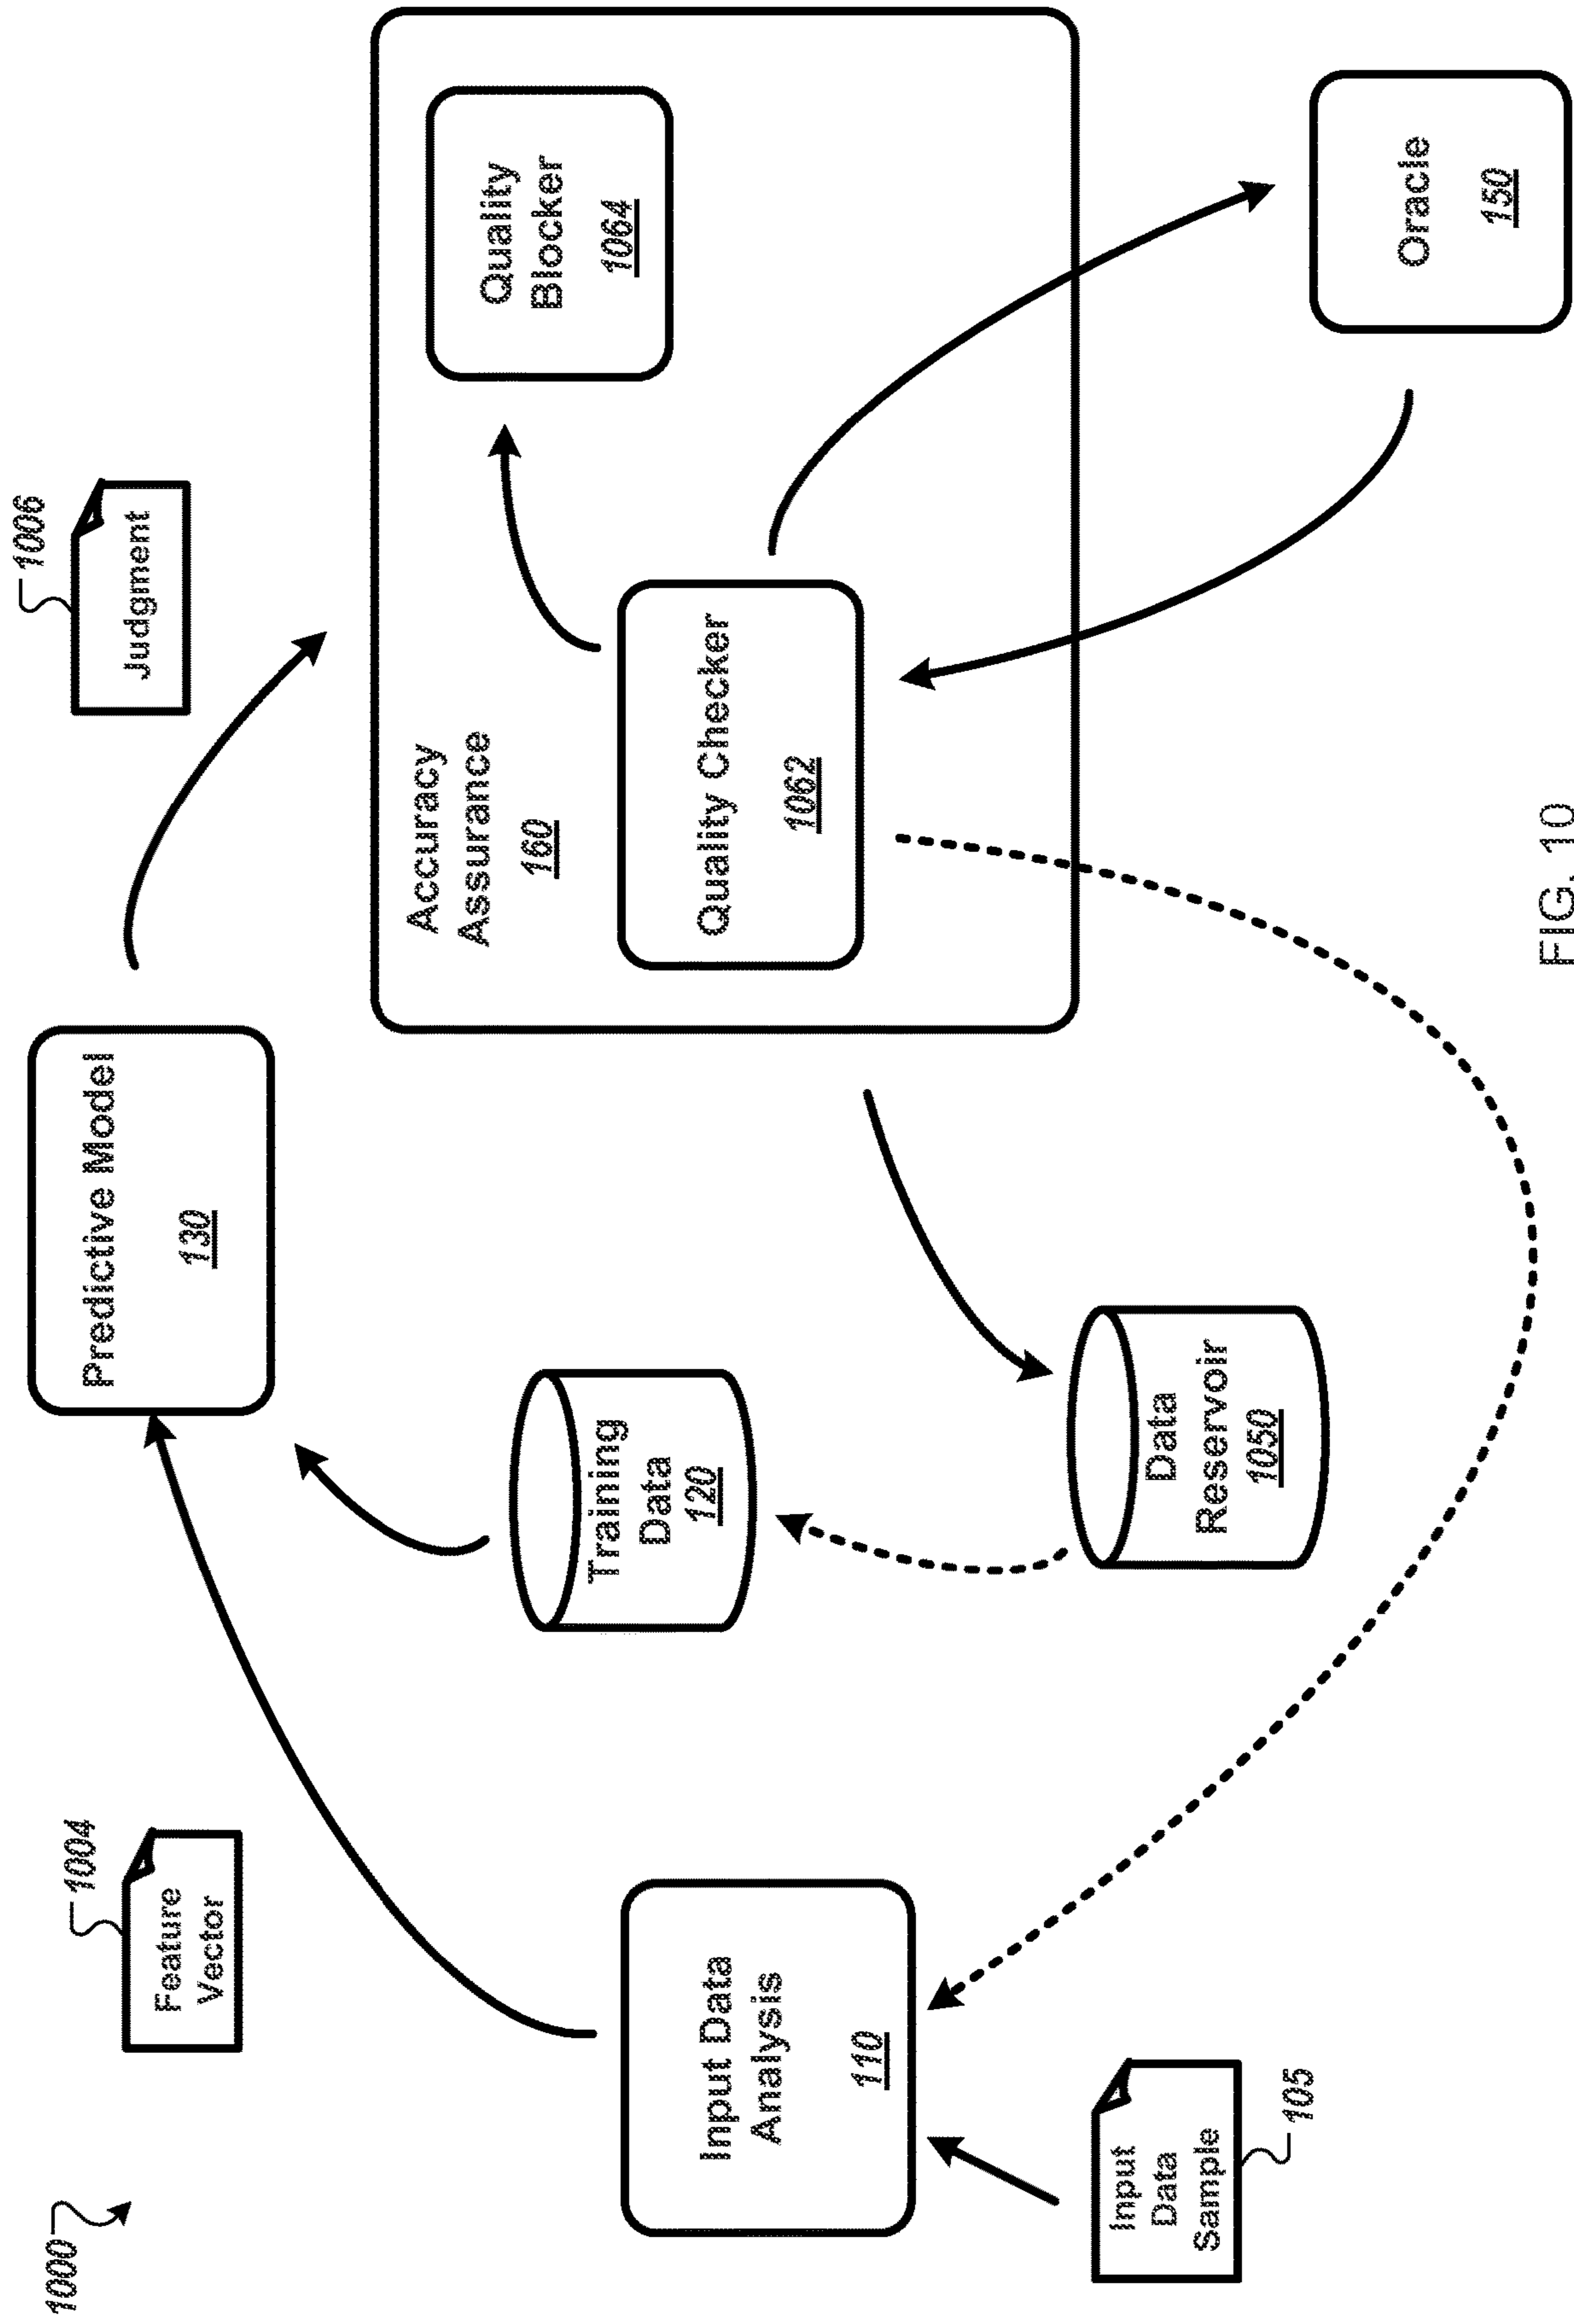 1000
1004
Feature
Vector
Predictive Model
130
1006
Judgment
Accuracy
Assurance
160
Quality
Blocker
1064
Quality Checker
1062
Training
Data
120
Input Data
Analysis
110
Input
Data
Sample
105
Data
Reservoir
1050
Oracle
150
FIG. 10